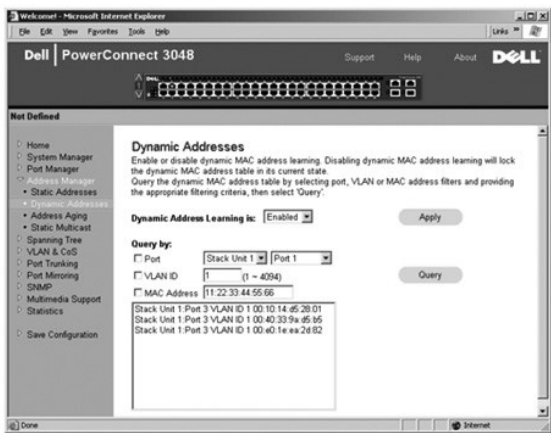 Welcome! - Microsoft Internet Explorer
File Edit View Favorites Tools Help
Links »
Dell | PowerConnect 3048
Support Help About DELL
Not Defined
Home
System Manager
Port Manager
Address Manager
• Static Addresses
• Dynamic Addresses
• Address Aging
• Static Multicast
Spanning Tree
VLAN & CoS
Port Trunking
Port Mirroring
SNMP
Multimedia Support
Statistics
Save Configuration
Dynamic Addresses
Enable or disable dynamic MAC address learning. Disabling dynamic MAC address learning will lock
the dynamic MAC address table in its current state.
Query the dynamic MAC address table by selecting port, VLAN or MAC address filters and providing
the appropriate filtering criteria, then select 'Query'.
Dynamic Address Learning is: Enabled Apply
Query by:
Port Stack Unit 1 Port 1
VLAN ID 1 (1 ~ 4094) Query
MAC Address 11:22:33:44:55:66
Stack Unit 1:Port 3 VLAN ID 1 00:10:14:d5:28:01
Stack Unit 1:Port 3 VLAN ID 1 00:40:33:9a:d5:b5
Stack Unit 1:Port 3 VLAN ID 1 00:e0:1e:ea:2d:82
Done Internet